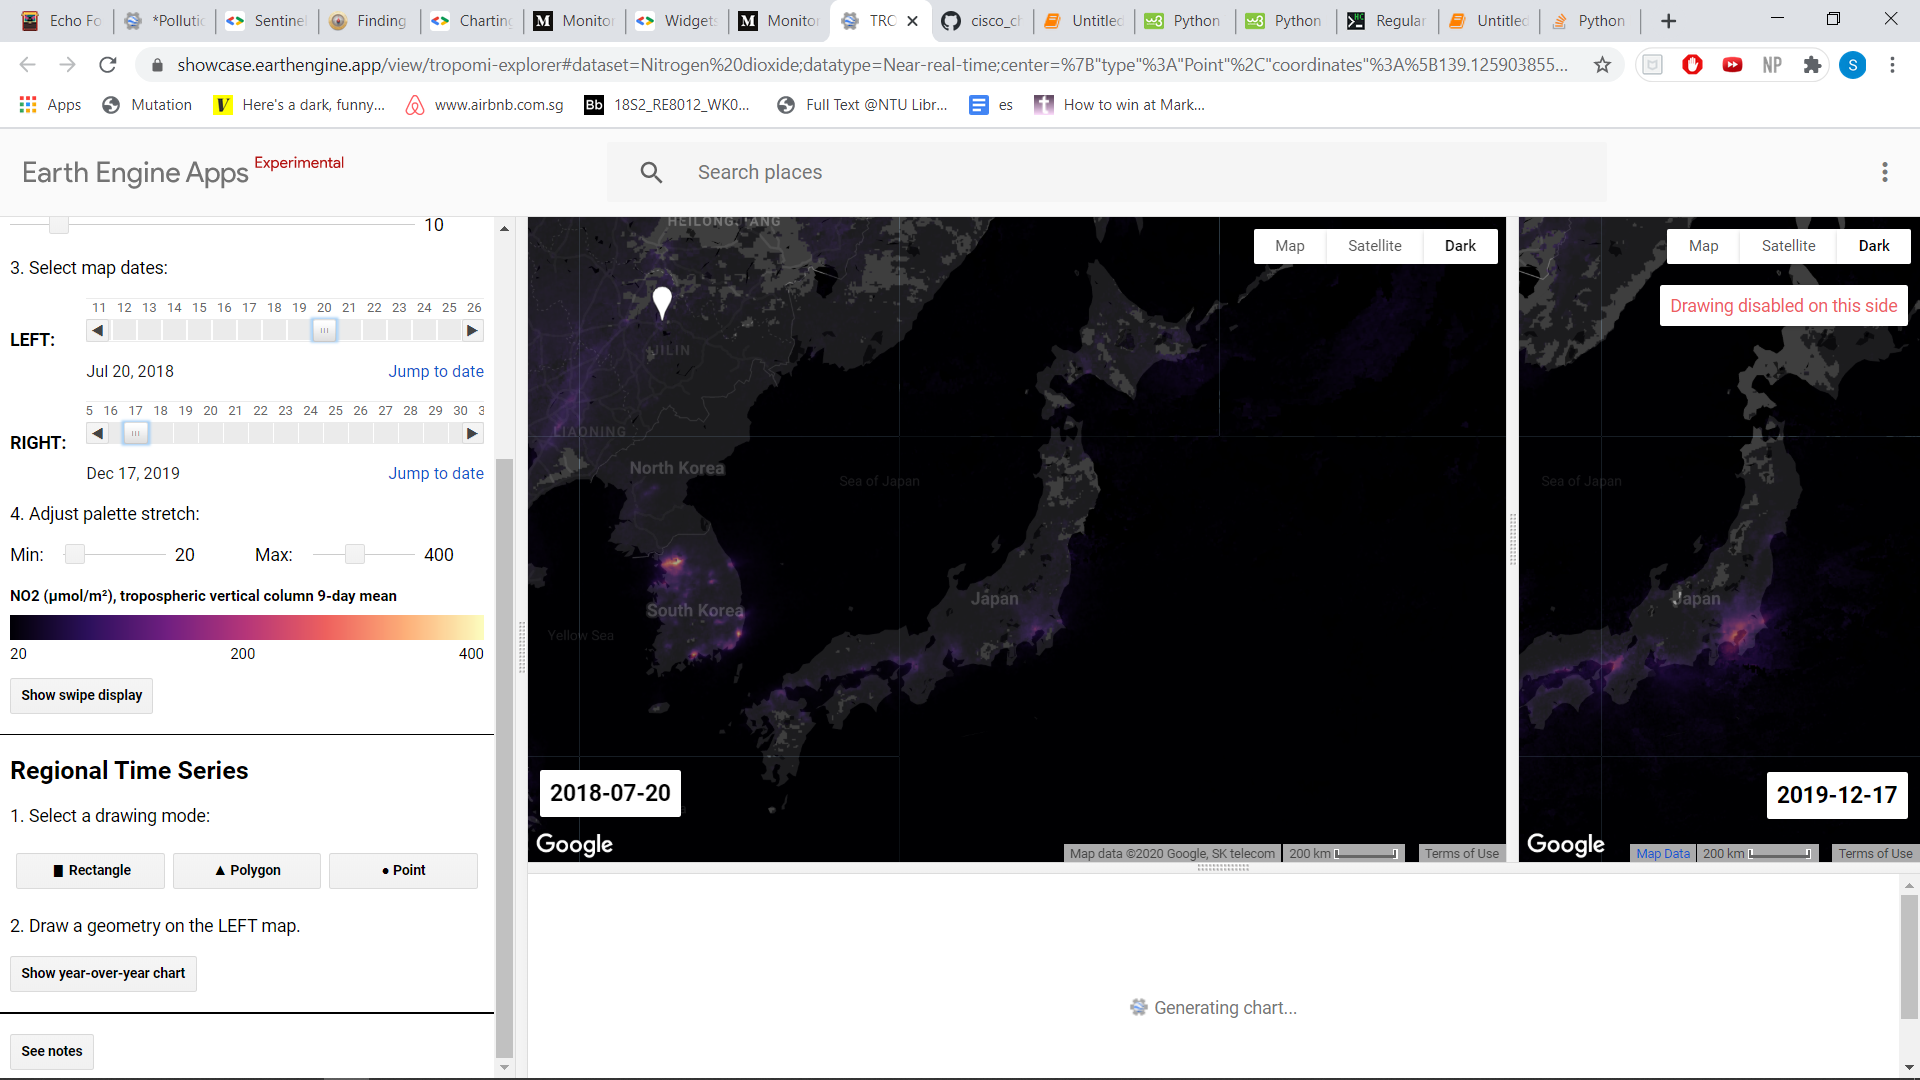 Echo Fo
*Pollutio
Sentinel
Finding
Charting
Monitor
Widgets
Monitor
TRO
cisco_ch
Untitled
Python
Python
Regular
Untitled
Python
showcase.earthengine.app/view/tropomi-explorer#dataset=Nitrogen%20dioxide;datatype=Near-real-time;center=%7B"type"%3A"Point"%2C"coordinates"%3A%5B139.125903855...
NP
S
Apps
Mutation
Here's a dark, funny...
www.airbnb.com.sg
Bb
18S2_RE8012_WK0...
Full Text @NTU Libr...
es
How to win at Mark...
Earth Engine Apps Experimental
Search places
10
3. Select map dates:
11 12 13 14 15 16 17 18 19 20 21 22 23 24 25 26
LEFT:
Jul 20, 2018
Jump to date
5 16 17 18 19 20 21 22 23 24 25 26 27 28 29 30 3
RIGHT:
Dec 17, 2019
Jump to date
4. Adjust palette stretch:
Min: 20 Max: 400
NO2 (μmol/m²), tropospheric vertical column 9-day mean
20 200 400
Show swipe display
Regional Time Series
1. Select a drawing mode:
Rectangle
Polygon
Point
2. Draw a geometry on the LEFT map.
Show year-over-year chart
See notes
HEILONGJIANG
Map Satellite Dark
JILIN
LIAONING
North Korea
Sea of Japan
South Korea
Yellow Sea
Japan
2018-07-20
Google
Map data ©2020 Google, SK telecom
200 km
Terms of Use
Map Satellite Dark
Drawing disabled on this side
Sea of Japan
Japan
2019-12-17
Google
Map Data
200 km
Terms of Use
Generating chart...